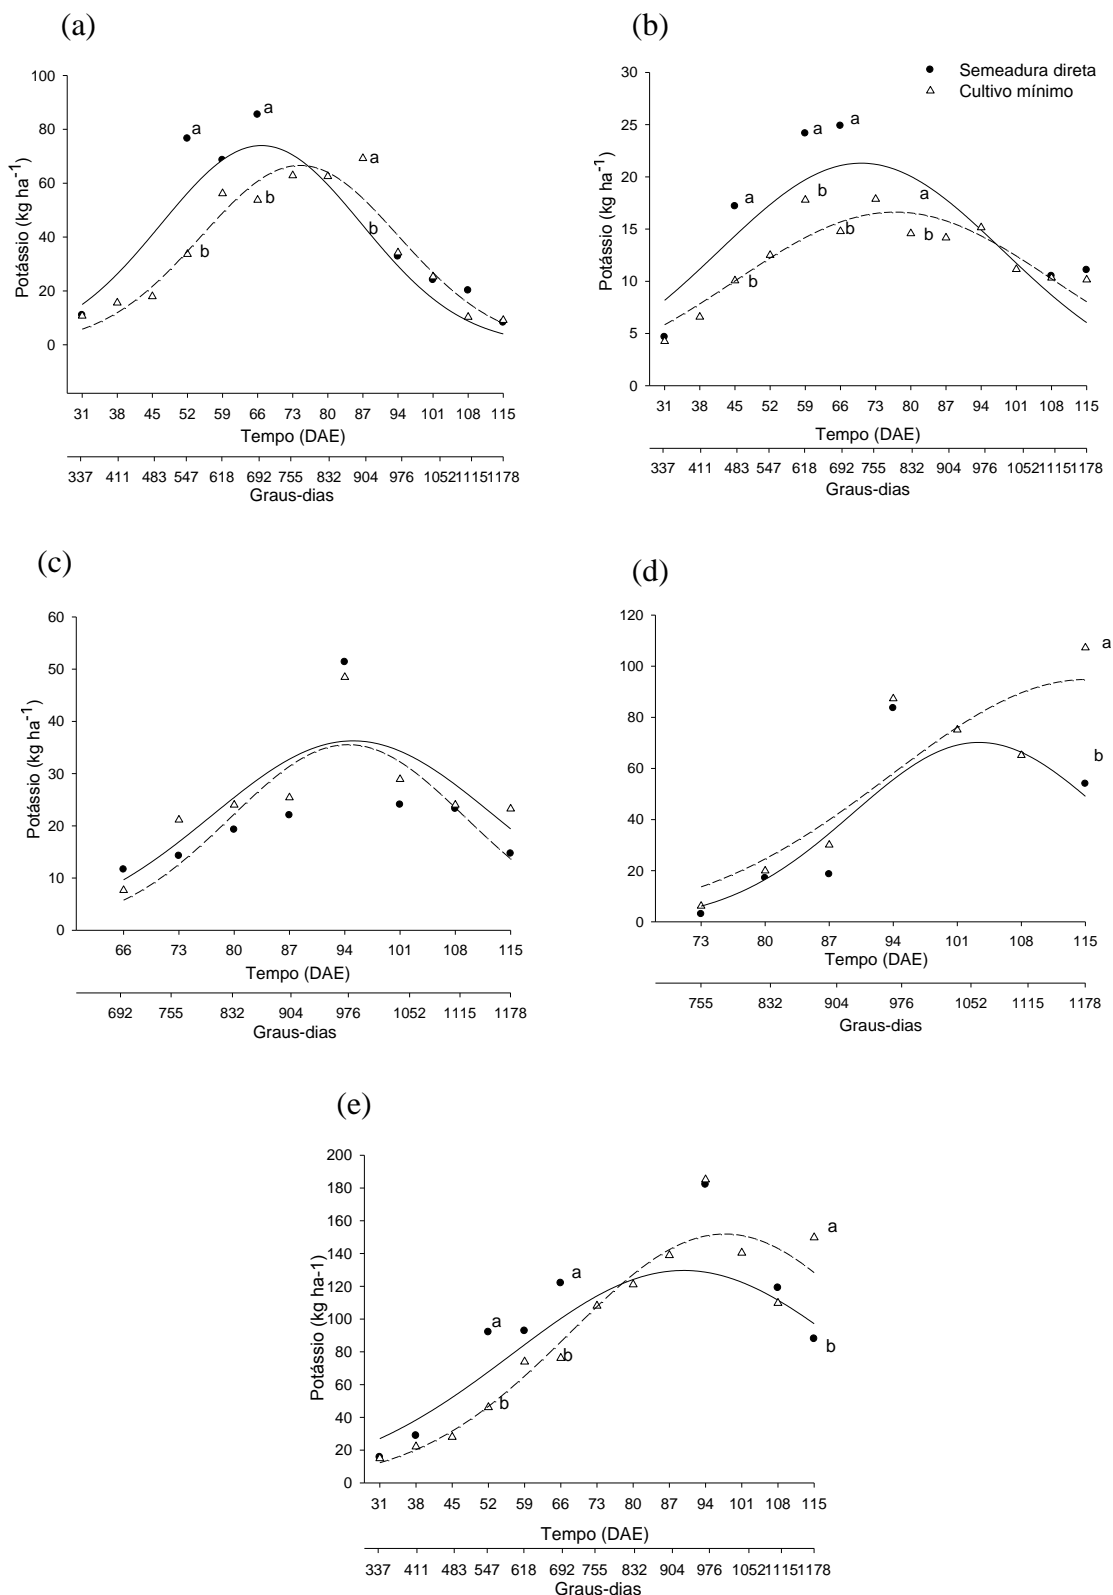 (a)
100
80
60
40
20
0
Potássio (kg ha-1)
a
a
a
b
b
b
31 38 45 52 59 66 73 80 87 94 101 108 115
Tempo (DAE)
337 411 483 547 618 692 755 832 904 976 1052 1115 1178
Graus-dias
(b)
Semeadura direta
Cultivo mínimo
30
25
20
15
10
5
0
Potássio (kg ha-1)
a
a
a
a
b
b
b
b
31 38 45 52 59 66 73 80 87 94 101 108 115
Tempo (DAE)
337 411 483 547 618 692 755 832 904 976 1052 1115 1178
Graus-dias
(c)
60
50
40
30
20
10
0
Potássio (kg ha-1)
66 73 80 87 94 101 108 115
Tempo (DAE)
692 755 832 904 976 1052 1115 1178
Graus-dias
(d)
120
100
80
60
40
20
0
a
b
73 80 87 94 101 108 115
Tempo (DAE)
755 832 904 976 1052 1115 1178
Graus-dias
(e)
200
180
160
140
120
100
80
60
40
20
0
Potássio (kg ha-1)
a
a
a
b
b
b
31 38 45 52 59 66 73 80 87 94 101 108 115
Tempo (DAE)
337 411 483 547 618 692 755 832 904 976 1052 1115 1178
Graus-dias